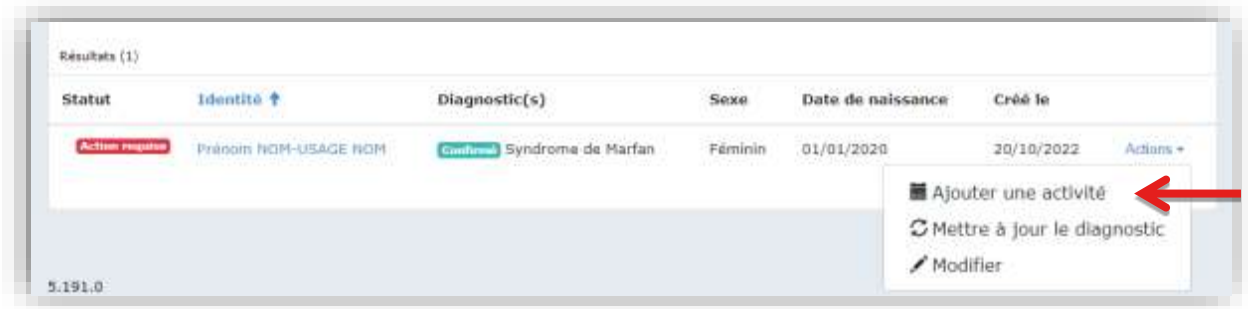 Résultats (1)
Statut Identité Diagnostic(s) Sexe Date de naissance Créé le
Action requise Prénom NOM-USAGE NOM Confirmé Syndrome de Marfan Féminin 01/01/2020 20/10/2022 Actions
Ajouter une activité
Mettre à jour le diagnostic
Modifier
5.191.0